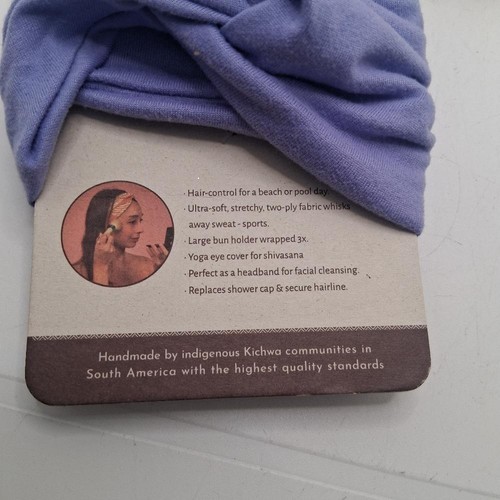 · Hair-control for a beach or pool day.
· Ultra-soft, stretchy, two-ply fabric whisks
away sweat - sports.
· Large bun holder wrapped 3x.
· Yoga eye cover for shivasana
· Perfect as a headband for facial cleansing.
· Replaces shower cap & secure hairline.
Handmade by indigenous Kichwa communities in
South America with the highest quality standards